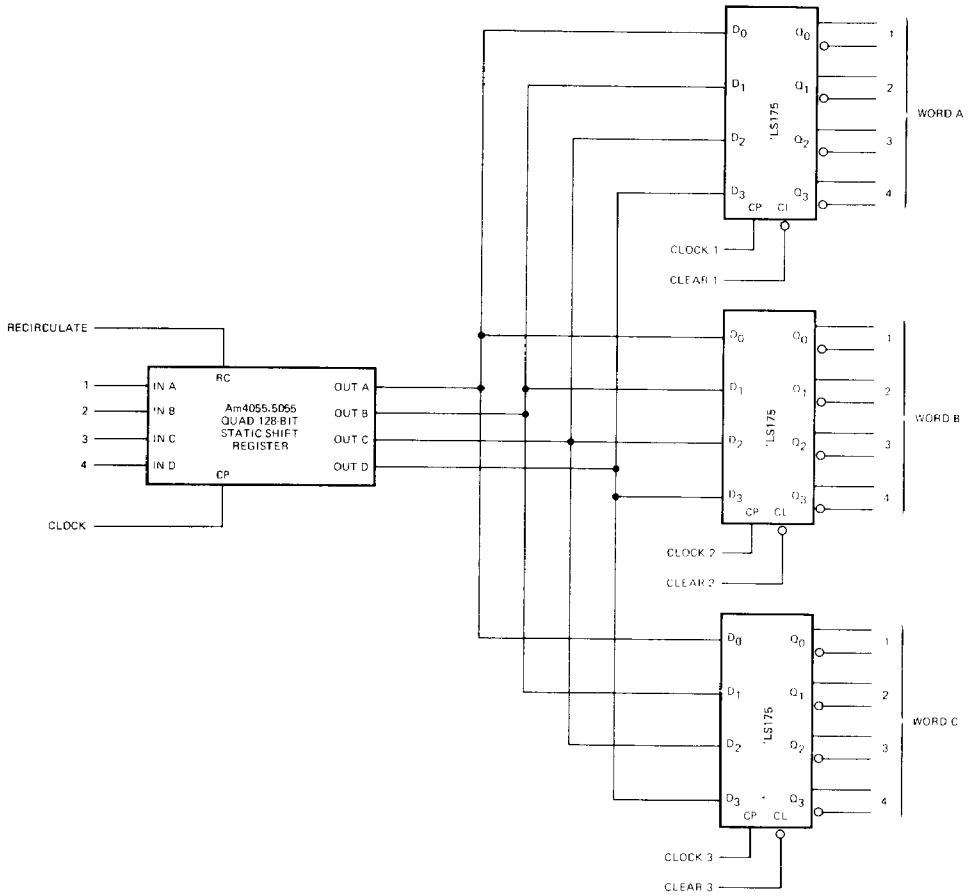 D0 Q0 1
D1 Q1 2
'LS175
WORD A
D2 Q2 3
D3 Q3 4
CP CL
CLOCK 1
CLEAR 1
RECIRCULATE
RC
1 IN A OUT A
2 IN B OUT B
3 IN C OUT C
4 IN D OUT D
Am4055.5055
QUAD 128-BIT
STATIC SHIFT
REGISTER
CP
CLOCK
D0 Q0 1
D1 Q1 2
'LS175
WORD B
D2 Q2 3
D3 Q3 4
CP CL
CLOCK 2
CLEAR 2
D0 Q0 1
D1 Q1 2
'LS175
WORD C
D2 Q2 3
D3 Q3 4
CP CL
CLOCK 3
CLEAR 3